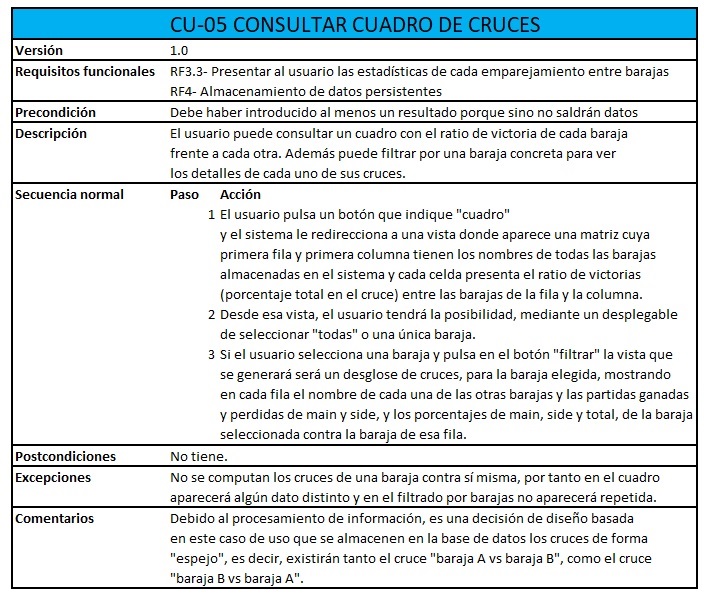 CU-05 CONSULTAR CUADRO DE CRUCES
Versión 1.0
Requisitos funcionales RF3.3- Presentar al usuario las estadísticas de cada emparejamiento entre barajas
RF4- Almacenamiento de datos persistentes
Precondición Debe haber introducido al menos un resultado porque sino no saldrán datos
Descripción El usuario puede consultar un cuadro con el ratio de victoria de cada baraja
frente a cada otra. Además puede filtrar por una baraja concreta para ver
los detalles de cada uno de sus cruces.
Secuencia normal Paso Acción
1 El usuario pulsa un botón que indique "cuadro"
y el sistema le redirecciona a una vista donde aparece una matriz cuya
primera fila y primera columna tienen los nombres de todas las barajas
almacenadas en el sistema y cada celda presenta el ratio de victorias
(porcentaje total en el cruce) entre las barajas de la fila y la columna.
2 Desde esa vista, el usuario tendrá la posibilidad, mediante un desplegable
de seleccionar "todas" o una única baraja.
3 Si el usuario selecciona una baraja y pulsa en el botón "filtrar" la vista que
se generará será un desglose de cruces, para la baraja elegida, mostrando
en cada fila el nombre de cada una de las otras barajas y las partidas ganadas
y perdidas de main y side, y los porcentajes de main, side y total, de la baraja
seleccionada contra la baraja de esa fila.
Postcondiciones No tiene.
Excepciones No se computan los cruces de una baraja contra sí misma, por tanto en el cuadro
aparecerá algún dato distinto y en el filtrado por barajas no aparecerá repetida.
Comentarios Debido al procesamiento de información, es una decisión de diseño basada
en este caso de uso que se almacenen en la base de datos los cruces de forma
"espejo", es decir, existirán tanto el cruce "baraja A vs baraja B", como el cruce
"baraja B vs baraja A".